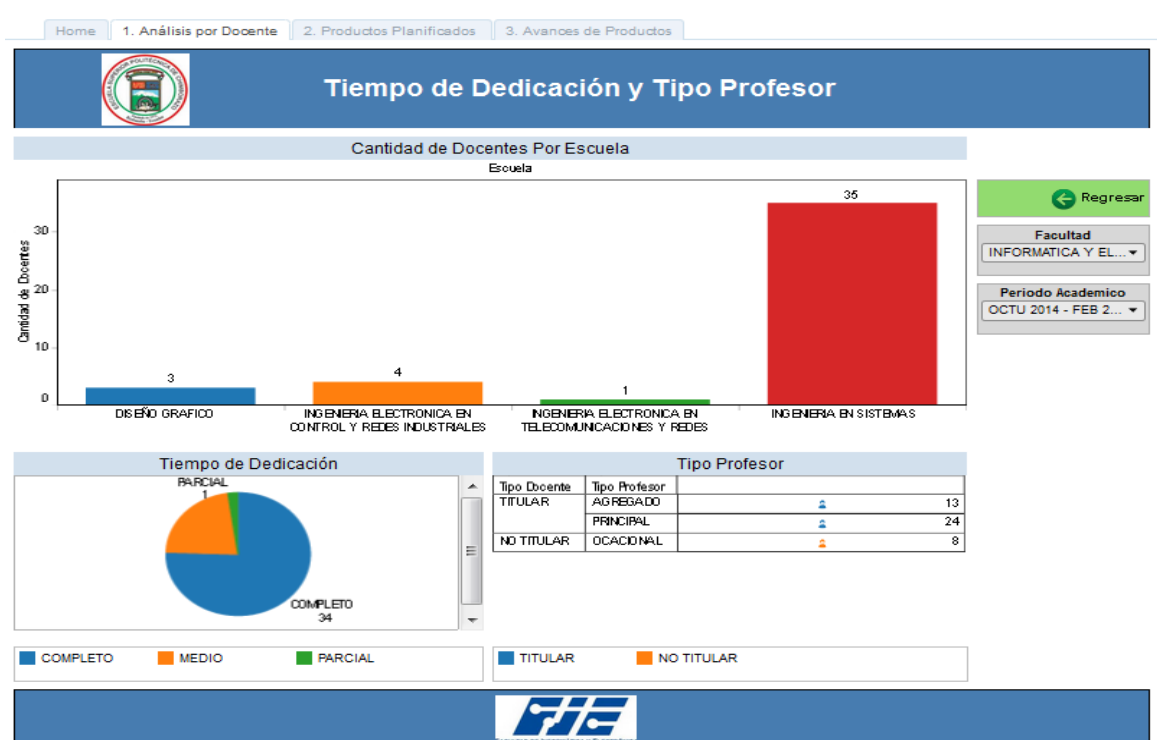 Home 1. Análisis por Docente 2. Productos Planificados 3. Avances de Productos
Tiempo de Dedicación y Tipo Profesor
Cantidad de Docentes Por Escuela
Escuela
Regresar
Facultad
INFORMATICA Y EL...
Periodo Academico
OCTU 2014 - FEB 2...
Cantidad de Docentes
30
20
10
0
3
4
1
35
DISEÑO GRAFICO
INGENIERIA ELECTRONICA EN
CONTROL Y REDES INDUSTRIALES
INGENIERIA ELECTRONICA EN
TELECOMUNICACIONES Y REDES
INGENIERIA EN SISTEMAS
Tiempo de Dedicación
PARCIAL
1
COMPLETO
34
COMPLETO MEDIO PARCIAL
Tipo Profesor
Tipo Docente Tipo Profesor
TITULAR AGREGADO 13
PRINCIPAL 24
NO TITULAR OCACIONAL 8
TITULAR NO TITULAR
FIE